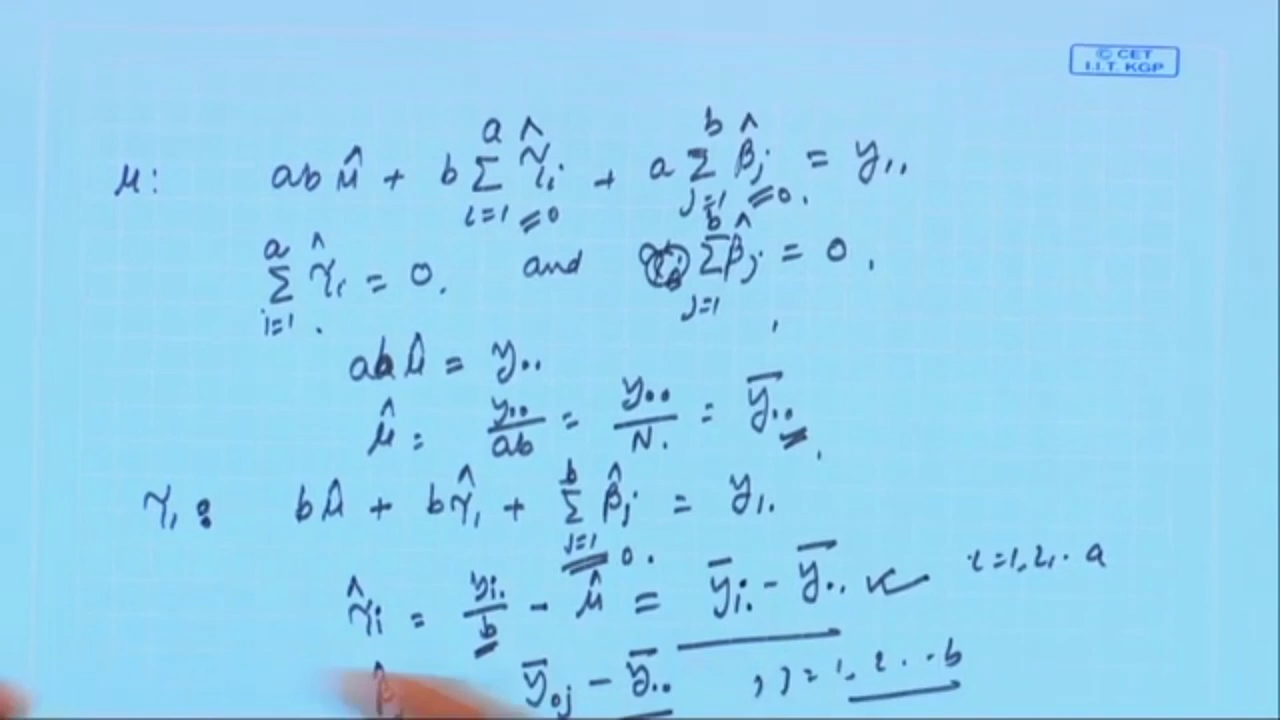 © CET
I.I.T. KGP
μ: ab μ̂ + b Σ_{i=1}^{a} τ̂_i + a Σ_{j=1}^{b} β̂_j = y..
=0 =0.
Σ_{i=1}^{a} τ̂_i = 0. and Σ_{j=1}^{b} β̂_j = 0,
ab μ̂ = y..
μ̂ = y../ab = y../N. = ȳ..
τ_1: b μ̂ + b τ̂_1 + Σ_{j=1}^{b} β̂_j = y_1.
=0.
τ̂_i = y_i./b - μ̂ = ȳ_i. - ȳ.. i=1,2,.. a
ȳ_0j - ȳ.. , j = 1, 2 . . . b